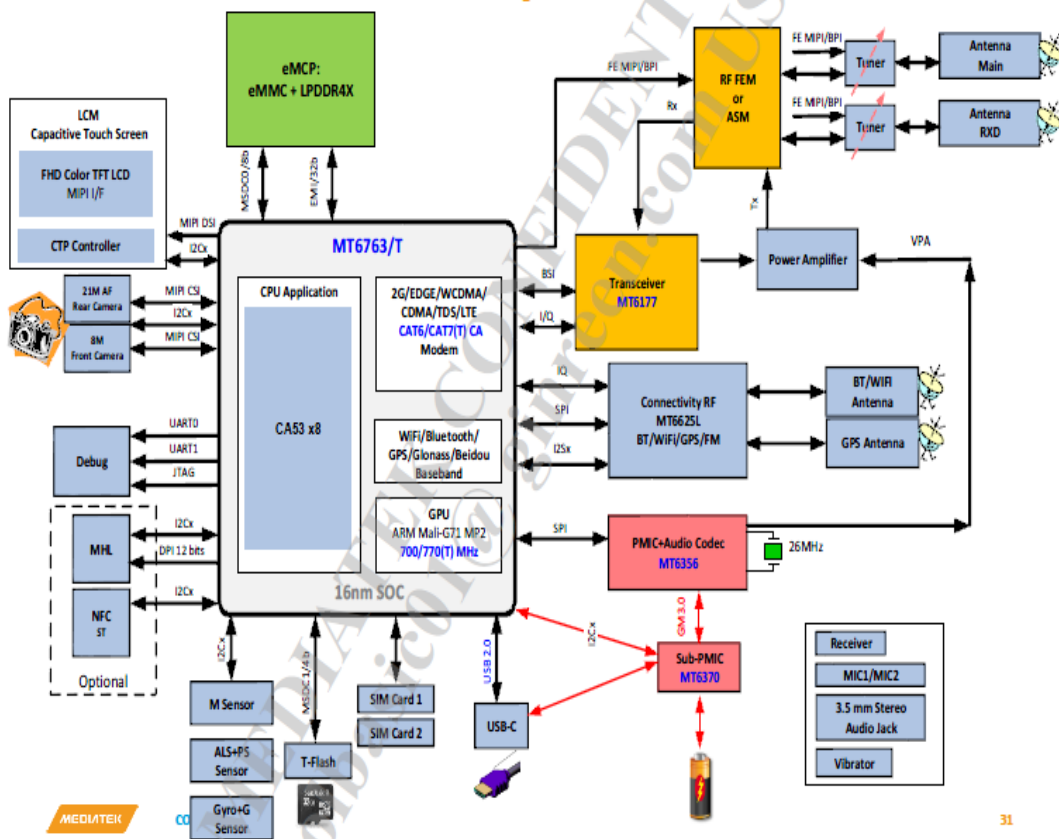 eMCP:
eMMC + LPDDR4X
LCM
Capacitive Touch Screen
FHD Color TFT LCD
MIPI I/F
CTP Controller
MIPI DSI
I2Cx
MSDC0/8b
EMI/32b
21M AF
Rear Camera
8M
Front Camera
MIPI CSI
I2Cx
MIPI CSI
Debug
UART0
UART1
JTAG
MHL
I2Cx
DPI 12 bits
NFC
ST
I2Cx
Optional
MT6763/T
CPU Application
CA53 x8
2G/EDGE/WCDMA/
CDMA/TDS/LTE
CAT6/CAT7(T) CA
Modem
WiFi/Bluetooth/
GPS/Glonass/Beidou
Baseband
GPU
ARM Mali-G71 MP2
700/770(T) MHz
16nm SOC
FE MIPI/BPI
Rx
RF FEM
or
ASM
FE MIPI/BPI
Tuner
Antenna
Main
FE MIPI/BPI
Tuner
Antenna
RXD
Tx
BSI
I/Q
Transceiver
MT6177
Power Amplifier
VPA
IQ
SPI
I2Sx
Connectivity RF
MT6625L
BT/WiFi/GPS/FM
BT/WIFI
Antenna
GPS Antenna
SPI
PMIC+Audio Codec
MT6356
26MHz
GM3.0
I2Cx
Sub-PMIC
MT6370
I2Cx
M Sensor
ALS+PS
Sensor
Gyro+G
Sensor
MSDC 1/4 b
T-Flash
SIM Card 1
SIM Card 2
USB 2.0
USB-C
Receiver
MIC1/MIC2
3.5 mm Stereo
Audio Jack
Vibrator
MEDIATEK
CO
31
MEDIATEK CONFIDENT